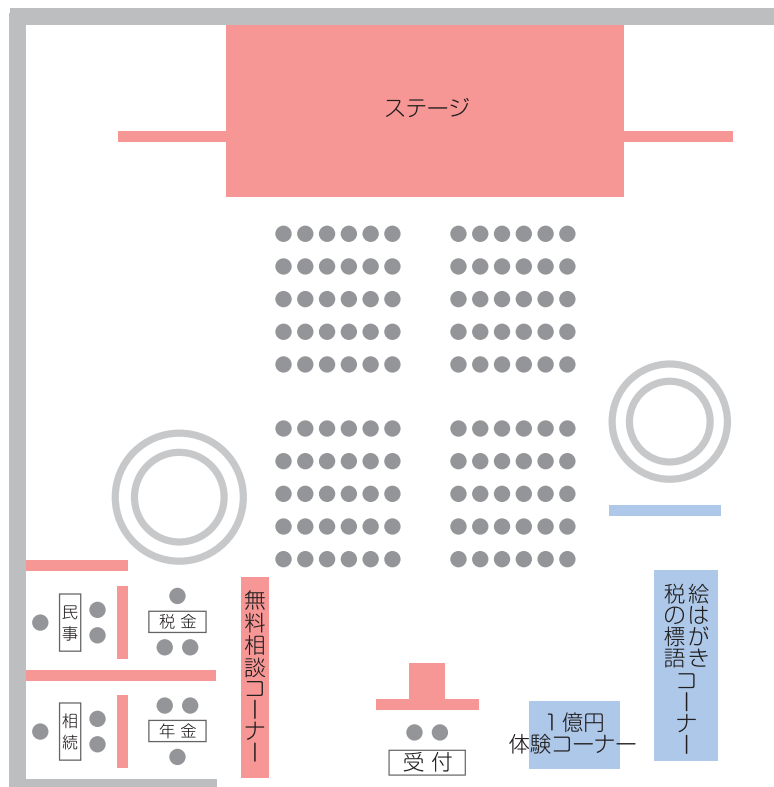 ステージ
民事
税金
相続
年金
無料相談コーナー
受付
1億円
体験コーナー
絵はがき
税の標語
コーナー